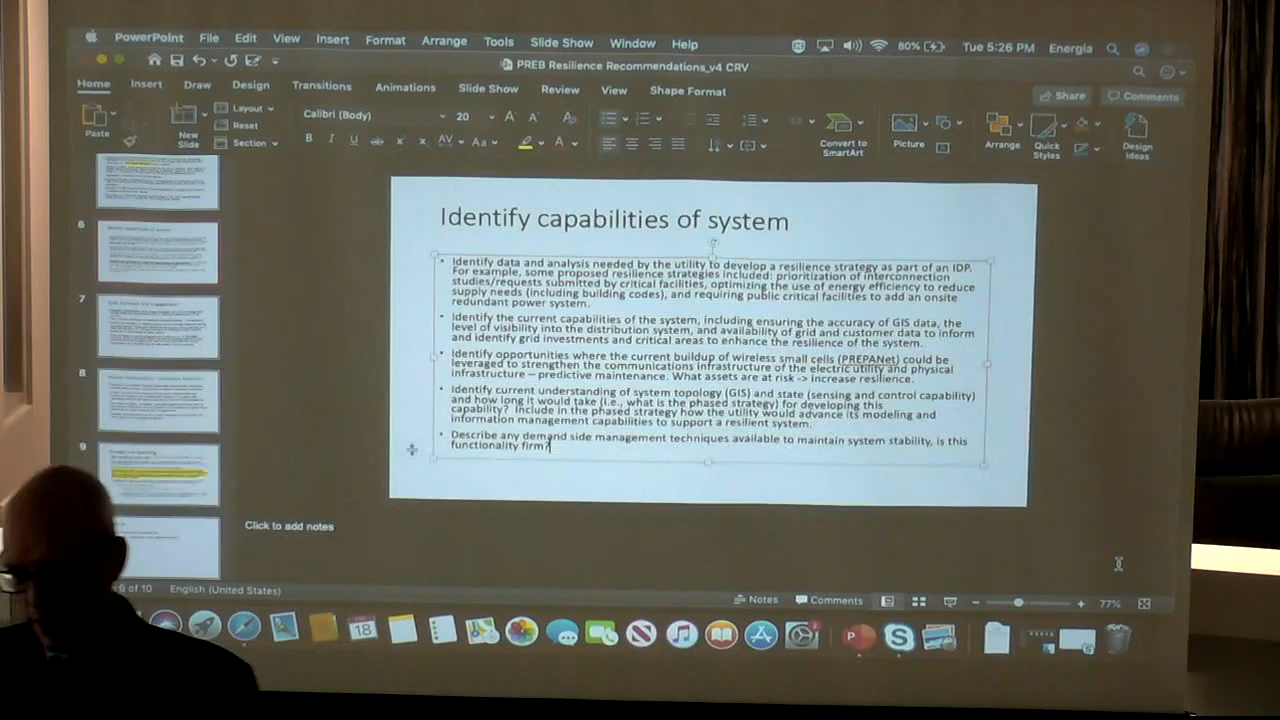 PowerPoint File Edit View Insert Format Arrange Tools Slide Show Window Help 80% Tue 5:26 PM Energia
PREB Resilience Recommendations_v4 CRV
Home Insert Draw Design Transitions Animations Slide Show Review View Shape Format Share Comments
Paste New Slide Layout Reset Section
Calibri (Body) 20
B I U ab x x AV Aa A
Convert to SmartArt Picture Arrange Quick Styles Design Ideas
6
7
8
9
Identify capabilities of system
• Identify data and analysis needed by the utility to develop a resilience strategy as part of an IDP.
For example, some proposed resilience strategies included: prioritization of interconnection
studies/requests submitted by critical facilities, optimizing the use of energy efficiency to reduce
supply needs (including building codes), and requiring public critical facilities to add an onsite
redundant power system.
• Identify the current capabilities of the system, including ensuring the accuracy of GIS data, the
level of visibility into the distribution system, and availability of grid and customer data to inform
and identify grid investments and critical areas to enhance the resilience of the system.
• Identify opportunities where the current buildup of wireless small cells (PREPANet) could be
leveraged to strengthen the communications infrastructure of the electric utility and physical
infrastructure – predictive maintenance. What assets are at risk -> increase resilience.
• Identify current understanding of system topology (GIS) and state (sensing and control capability)
and how long it would take (i.e., what is the phased strategy) for developing this
capability? Include in the phased strategy how the utility would advance its modeling and
information management capabilities to support a resilient system.
• Describe any demand side management techniques available to maintain system stability, is this
functionality firm?
Click to add notes
6 of 10 English (United States) Notes Comments 77%
18